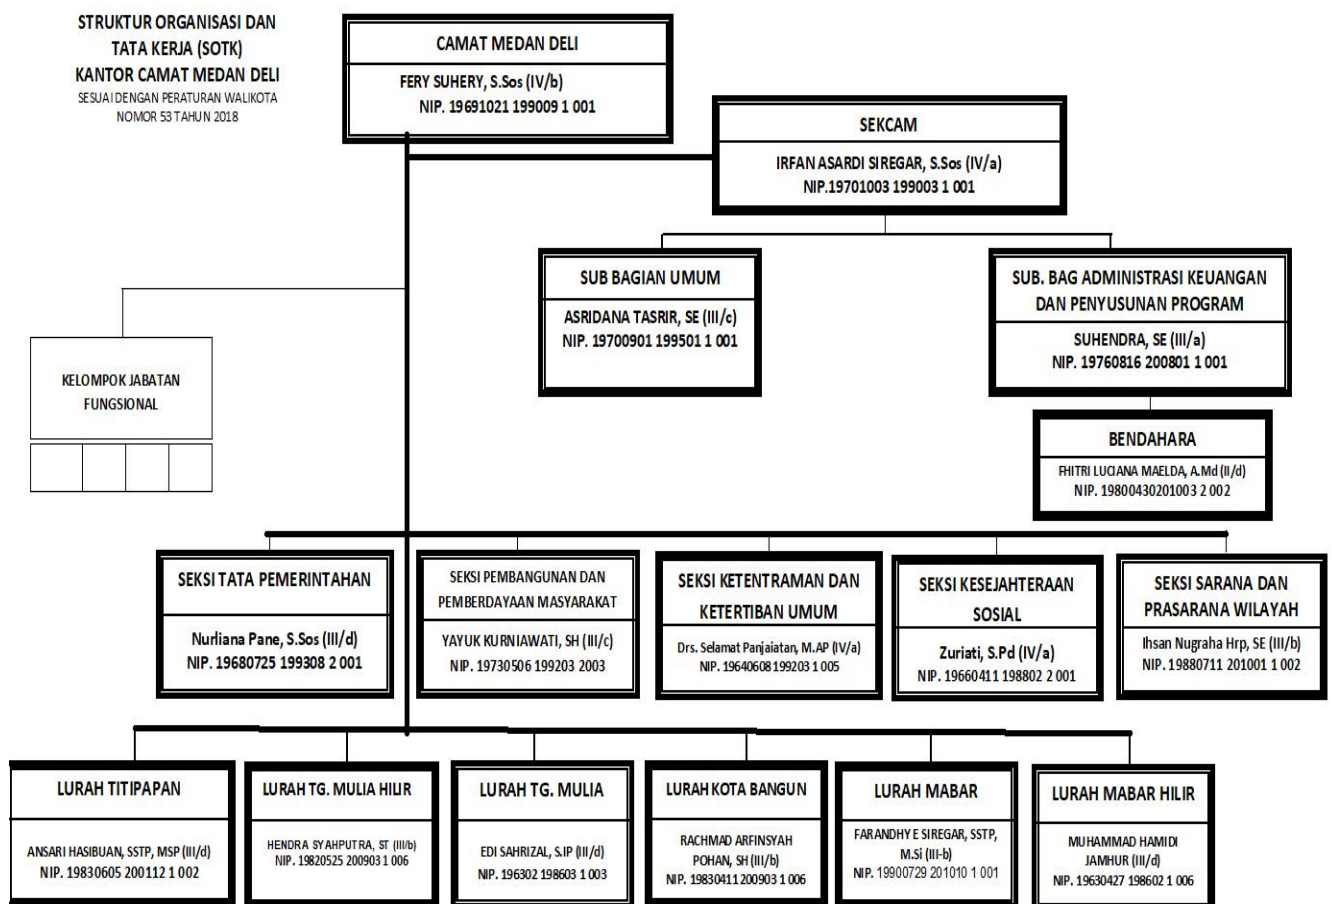 STRUKTUR ORGANISASI DAN
TATA KERJA (SOTK)
KANTOR CAMAT MEDAN DELI
SESUAI DENGAN PERATURAN WALIKOTA
NOMOR 53 TAHUN 2018
CAMAT MEDAN DELI
FERY SUHERY, S.Sos (IV/b)
NIP. 19691021 199009 1 001
SEKCAM
IRFAN ASARDI SIREGAR, S.Sos (IV/a)
NIP.19701003 199003 1 001
SUB BAGIAN UMUM
ASRIDANA TASRIR, SE (III/c)
NIP. 19700901 199501 1 001
SUB. BAG ADMINISTRASI KEUANGAN
DAN PENYUSUNAN PROGRAM
SUHENDRA, SE (III/a)
NIP. 19760816 200801 1 001
KELOMPOK JABATAN
FUNGSIONAL
BENDAHARA
FHITRI LUCIANA MAELDA, A.Md (II/d)
NIP. 19800430201003 2 002
SEKSI TATA PEMERINTAHAN
Nurliana Pane, S.Sos (III/d)
NIP. 19680725 199308 2 001
SEKSI PEMBANGUNAN DAN
PEMBERDAYAAN MASYARAKAT
YAYUK KURNIAWATI, SH (III/c)
NIP. 19730506 199203 2003
SEKSI KETENTRAMAN DAN
KETERTIBAN UMUM
Drs. Selamat Panjaiatan, M.AP (IV/a)
NIP. 19640608 199203 1 005
SEKSI KESEJAHTERAAN
SOSIAL
Zuriati, S.Pd (IV/a)
NIP. 19660411 198802 2 001
SEKSI SARANA DAN
PRASARANA WILAYAH
Ihsan Nugraha Hrp, SE (III/b)
NIP. 19880711 201001 1 002
LURAH TITIPAPAN
ANSARI HASIBUAN, SSTP, MSP (III/d)
NIP. 19830605 200112 1 002
LURAH TG. MULIA HILIR
HENDRA SYAHPUTRA, ST (III/b)
NIP. 19820525 200903 1 006
LURAH TG. MULIA
EDI SAHRIZAL, S.IP (III/d)
NIP. 196302 198603 1 003
LURAH KOTA BANGUN
RACHMAD ARFINSYAH
POHAN, SH (III/b)
NIP. 19830411 200903 1 006
LURAH MABAR
FARANDHY E SIREGAR, SSTP,
M.Si (III-b)
NIP. 19900729 201010 1 001
LURAH MABAR HILIR
MUHAMMAD HAMIDI
JAMHUR (III/d)
NIP. 19630427 198602 1 006